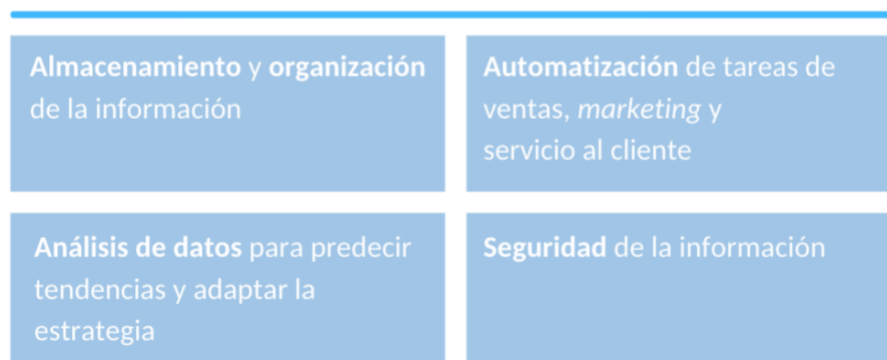 Almacenamiento y organización
de la información
Automatización de tareas de
ventas, marketing y
servicio al cliente
Análisis de datos para predecir
tendencias y adaptar la
estrategia
Seguridad de la información